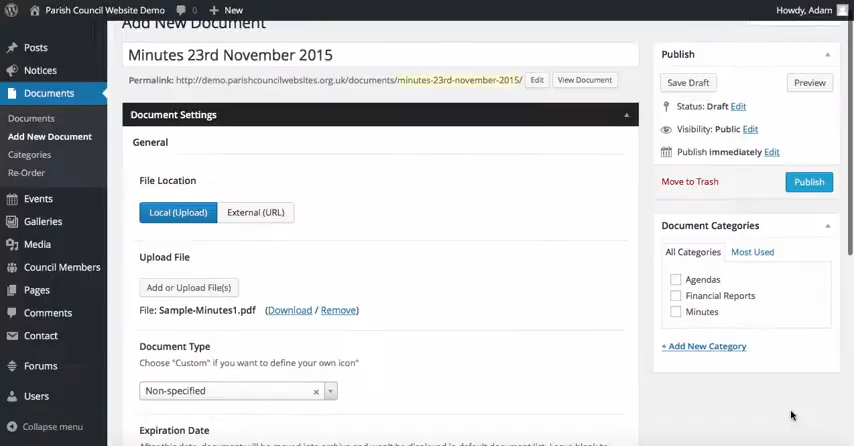 Parish Council Website Demo 0 + New Howdy, Adam
Add New Document
Posts
Notices
Documents
Documents
Add New Document
Categories
Re-Order
Events
Galleries
Media
Council Members
Pages
Comments
Contact
Forums
Users
Collapse menu
Minutes 23rd November 2015
Permalink: http://demo.parishcouncilwebsites.org.uk/documents/minutes-23rd-november-2015/ Edit View Document
Document Settings
General
File Location
Local (Upload) External (URL)
Upload File
Add or Upload File(s)
File: Sample-Minutes1.pdf (Download / Remove)
Document Type
Choose "Custom" if you want to define your own icon"
Non-specified
Expiration Date
Publish
Save Draft Preview
Status: Draft Edit
Visibility: Public Edit
Publish immediately Edit
Move to Trash Publish
Document Categories
All Categories Most Used
Agendas
Financial Reports
Minutes
+ Add New Category